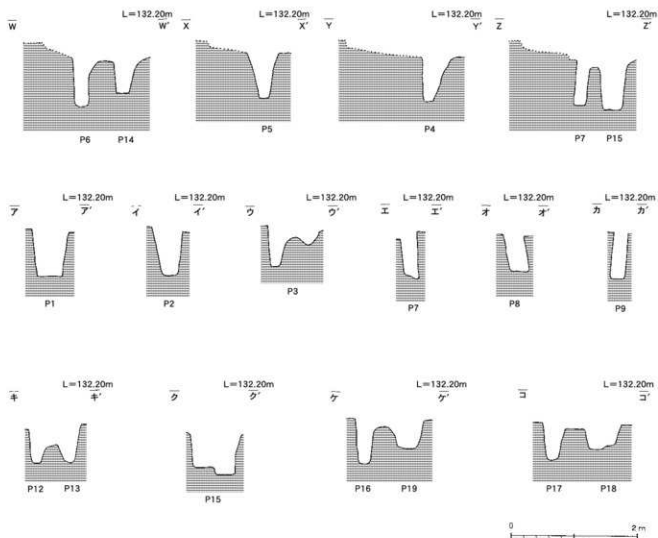 L=132.20m L=132.20m L=132.20m L=132.20m
W W′ X X′ Y Y′ Z Z′
P6 P14 P5 P4 P7 P15
L=132.20m L=132.20m L=132.20m L=132.20m L=132.20m L=132.20m
ア ア′ イ イ′ ウ ウ′ エ エ′ オ オ′ カ カ′
P1 P2 P3 P7 P8 P9
L=132.20m L=132.20m L=132.20m L=132.20m
キ キ′ ク ク′ ケ ケ′ コ コ′
P12 P13 P15 P16 P19 P17 P18
0 2 m